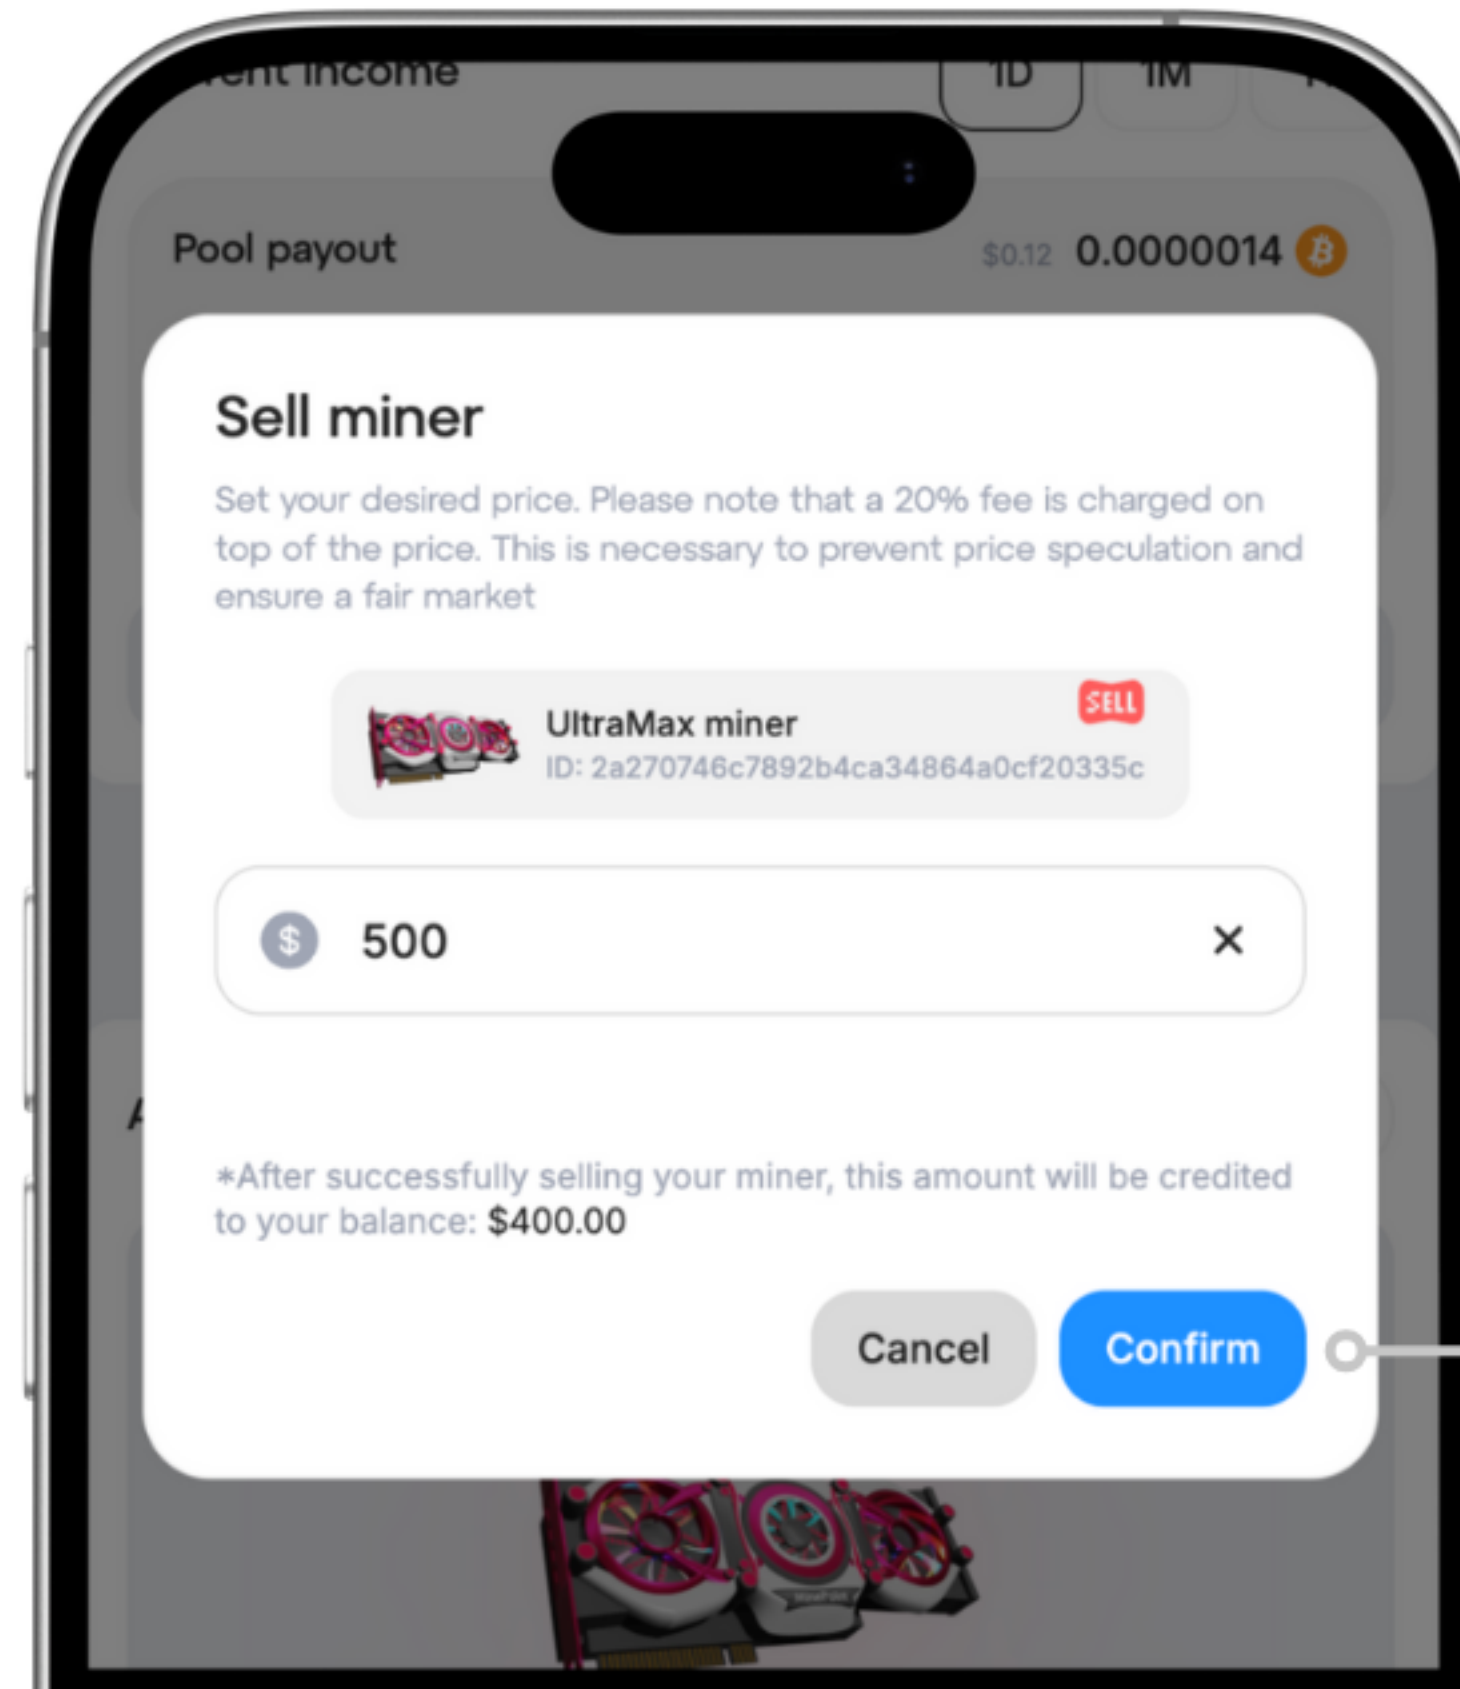 income
1D
1M
Pool payout
$0.12 0.0000014
Sell miner
Set your desired price. Please note that a 20% fee is charged on
top of the price. This is necessary to prevent price speculation and
ensure a fair market
SELL
UltraMax miner
ID: 2a270746c7892b4ca34864a0cf20335c
$ 500
*After successfully selling your miner, this amount will be credited
to your balance: $400.00
Cancel
Confirm